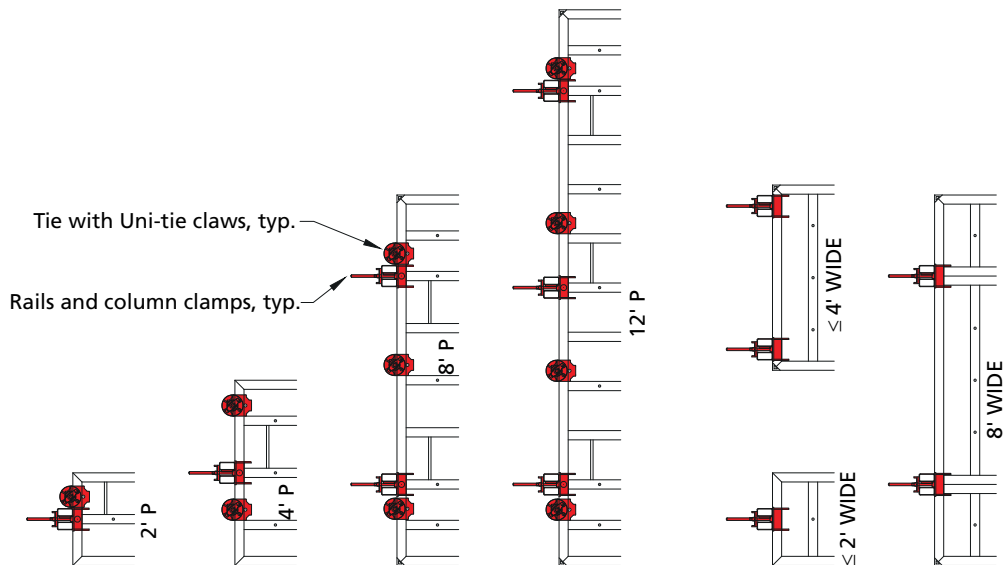 Tie with Uni-tie claws, typ.
Rails and column clamps, typ.
2' P
4' P
8' P
12' P
≤ 4' WIDE
≤ 2' WIDE
8' WIDE